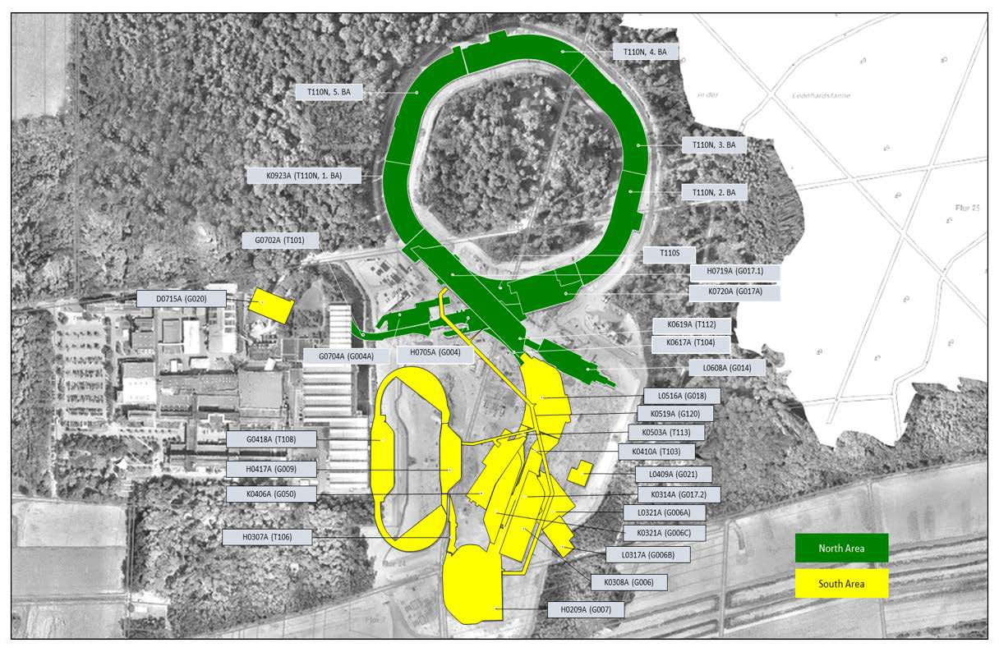 T110N, 4. BA
T110N, 5. BA
in der
Leonhardstanne
T110N, 3. BA
K0923A (T110N, 1. BA)
T110N, 2. BA
Flur 25
G0702A (T101)
T110S
H0719A (G017.1)
K0720A (G017A)
D0715A (G020)
K0619A (T112)
K0617A (T104)
G0704A (G004A)
H0705A (G004)
L0608A (G014)
L0516A (G018)
K0519A (G120)
K0503A (T113)
G0418A (T108)
K0410A (T103)
H0417A (G009)
L0409A (G021)
K0406A (G050)
K0314A (G017.2)
L0321A (G006A)
H0307A (T106)
K0321A (G006C)
North Area
L0317A (G006B)
Flur 24
K0308A (G006)
South Area
H0209A (G007)